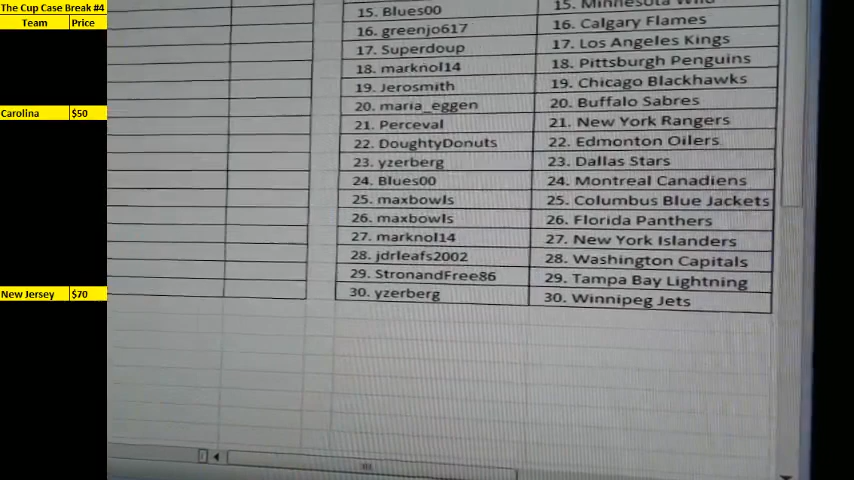 The Cup Case Break #4
Team Price
Carolina $50
New Jersey $70
15. Blues00 15. Minnesota Wild
16. greenjo617 16. Calgary Flames
17. Superdoup 17. Los Angeles Kings
18. marknol14 18. Pittsburgh Penguins
19. Jerosmith 19. Chicago Blackhawks
20. maria_eggen 20. Buffalo Sabres
21. Perceval 21. New York Rangers
22. DoughtyDonuts 22. Edmonton Oilers
23. yzerberg 23. Dallas Stars
24. Blues00 24. Montreal Canadiens
25. maxbowls 25. Columbus Blue Jackets
26. maxbowls 26. Florida Panthers
27. marknol14 27. New York Islanders
28. jdrleafs2002 28. Washington Capitals
29. StronandFree86 29. Tampa Bay Lightning
30. yzerberg 30. Winnipeg Jets